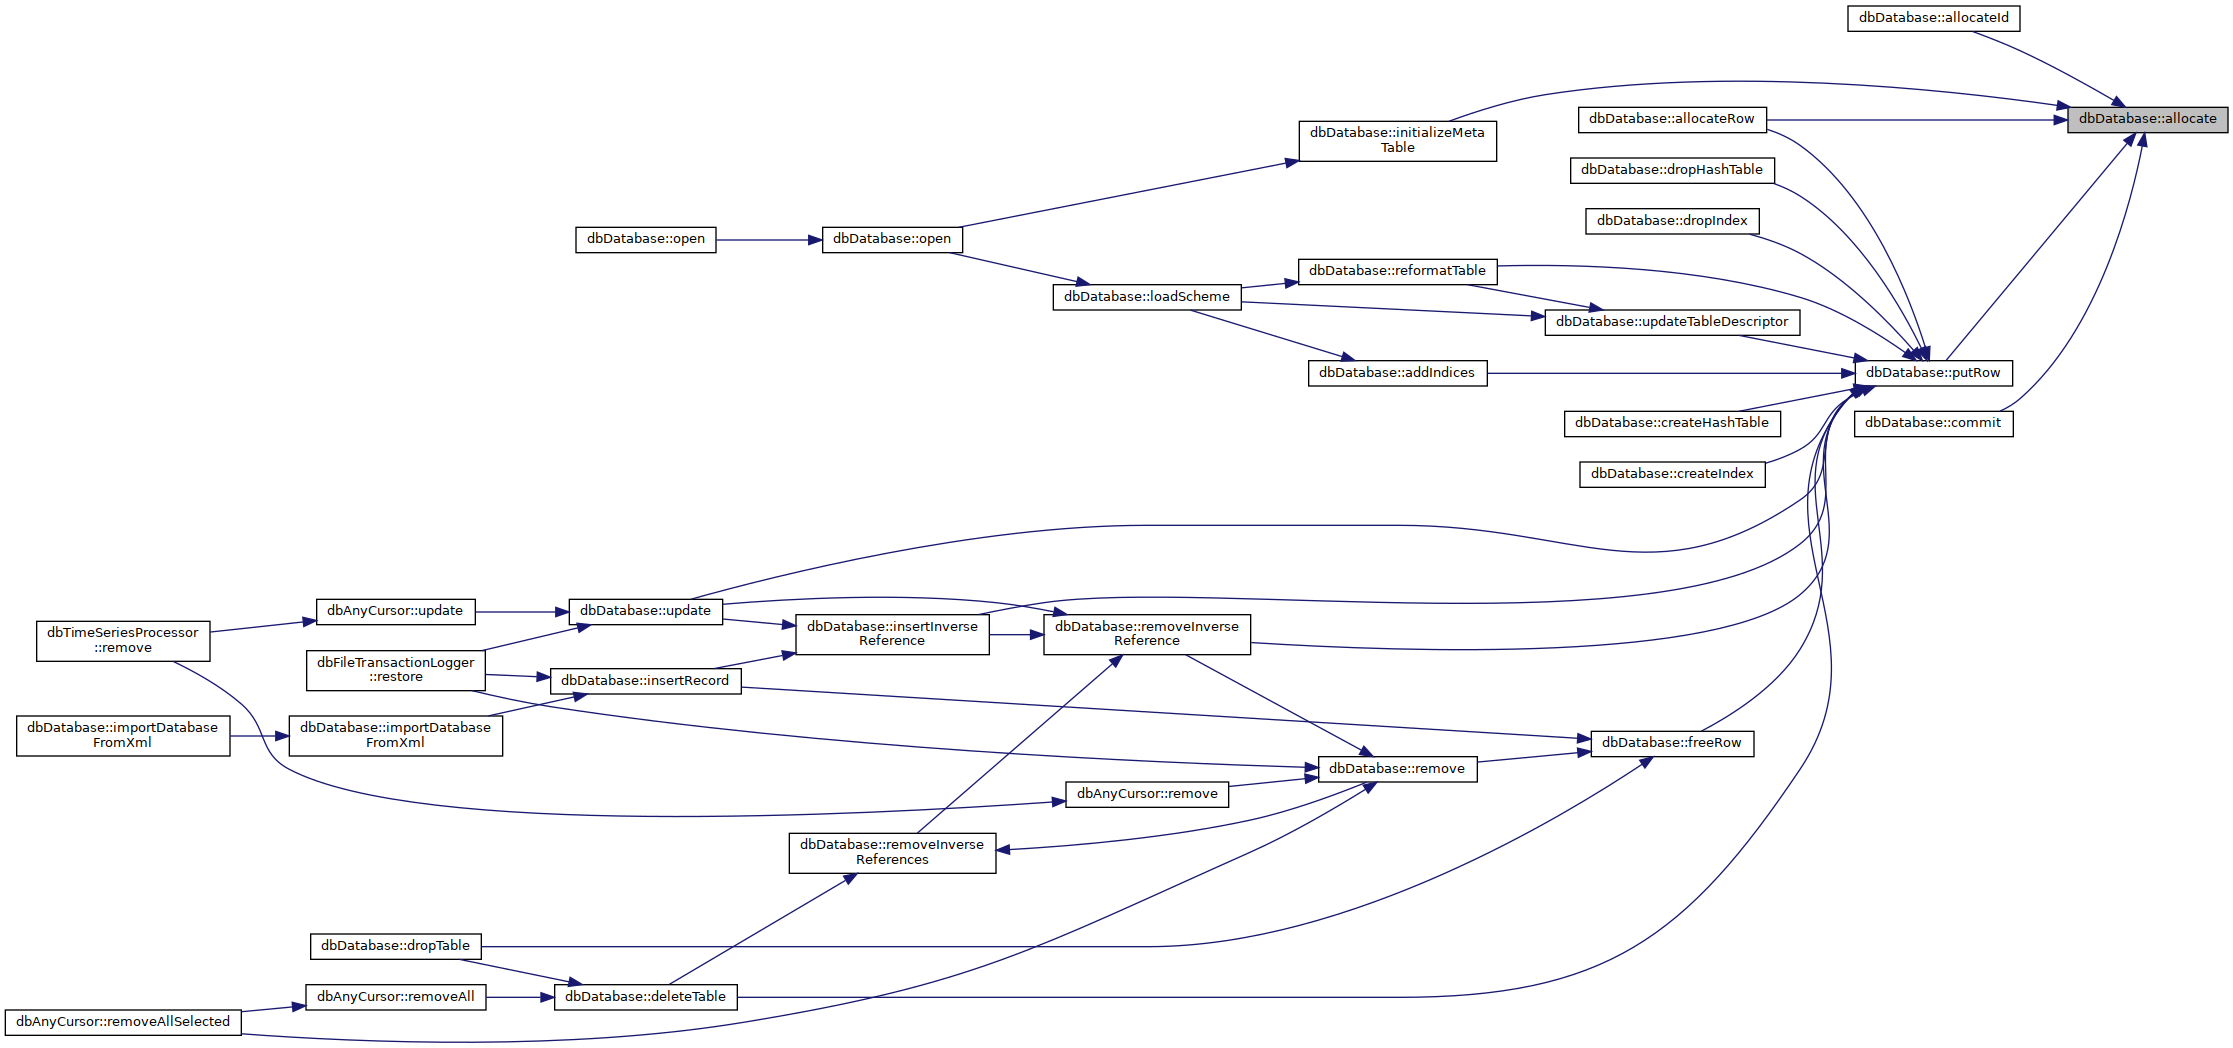 dbDatabase::allocateId
dbDatabase::allocateRow
dbDatabase::allocate
dbDatabase::initializeMeta
Table
dbDatabase::dropHashTable
dbDatabase::dropIndex
dbDatabase::open
dbDatabase::open
dbDatabase::reformatTable
dbDatabase::loadScheme
dbDatabase::updateTableDescriptor
dbDatabase::addIndices
dbDatabase::putRow
dbDatabase::createHashTable
dbDatabase::commit
dbDatabase::createIndex
dbAnyCursor::update
dbDatabase::update
dbTimeSeriesProcessor
::remove
dbDatabase::insertInverse
Reference
dbDatabase::removeInverse
Reference
dbFileTransactionLogger
::restore
dbDatabase::insertRecord
dbDatabase::importDatabase
FromXml
dbDatabase::importDatabase
FromXml
dbDatabase::freeRow
dbDatabase::remove
dbAnyCursor::remove
dbDatabase::removeInverse
References
dbDatabase::dropTable
dbAnyCursor::removeAll
dbDatabase::deleteTable
dbAnyCursor::removeAllSelected